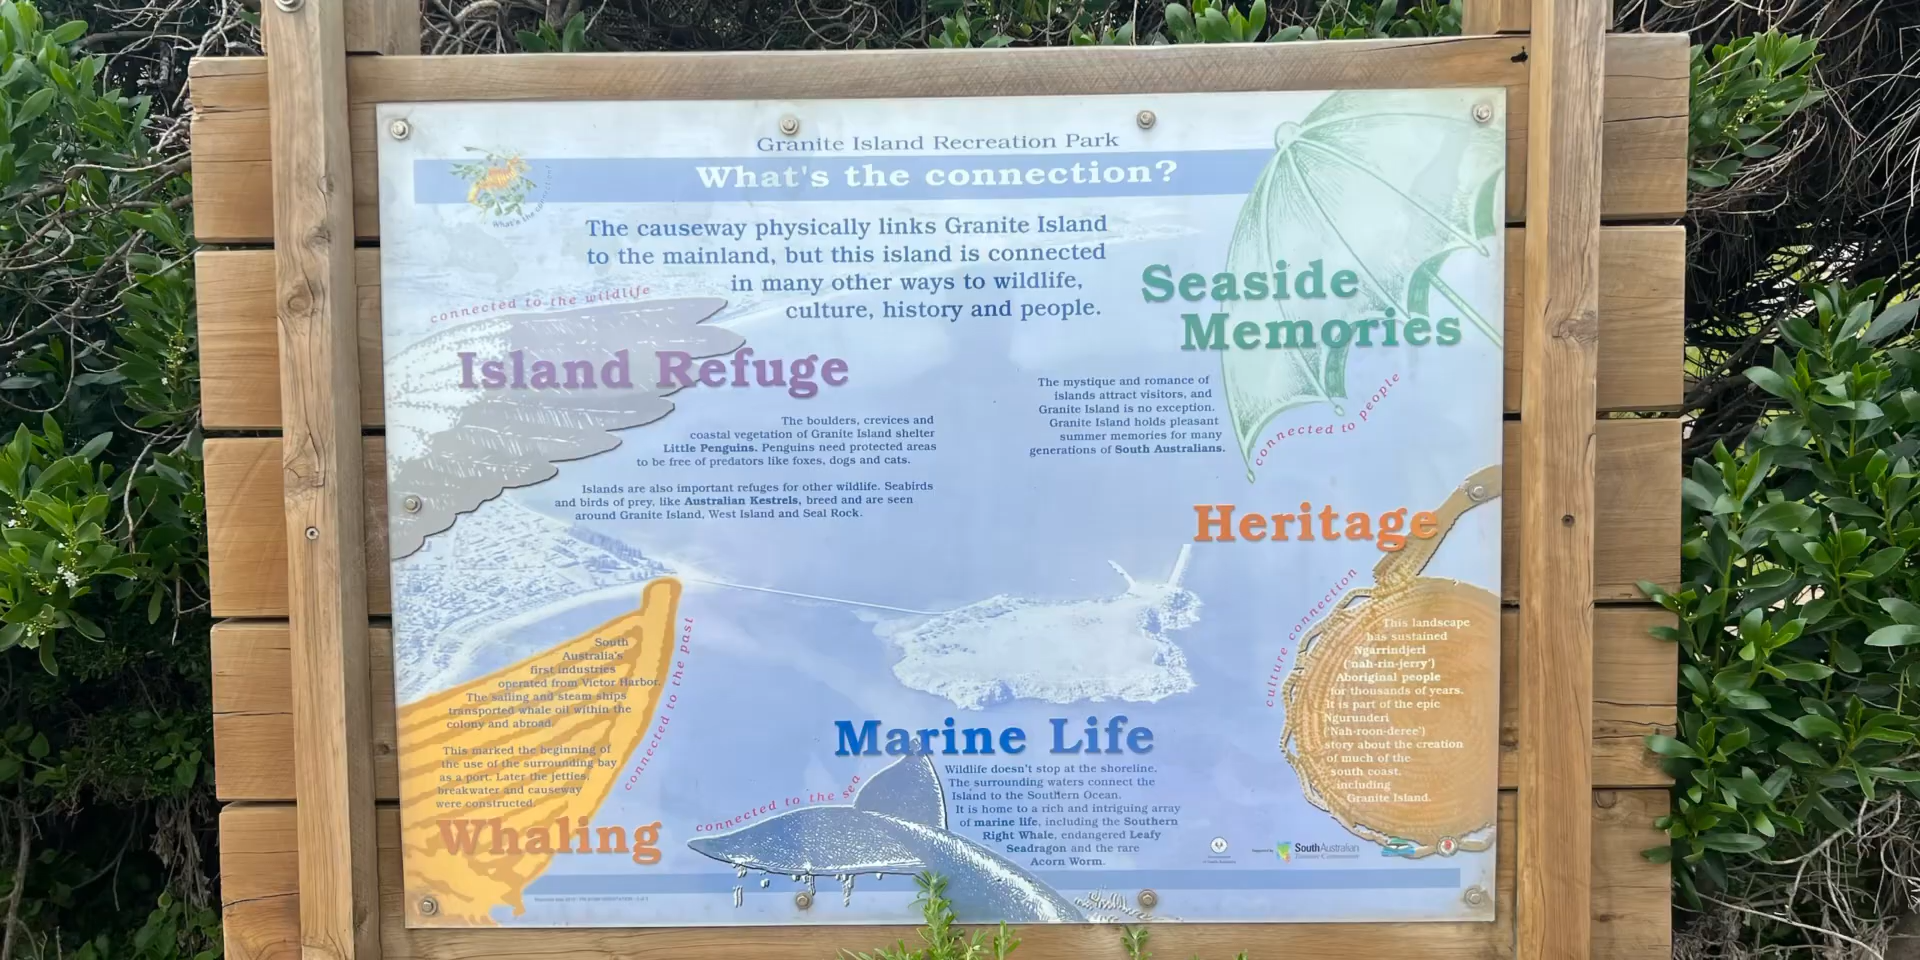 Granite Island Recreation Park
What's the connection?
What's the connection?
The causeway physically links Granite Island
to the mainland, but this island is connected
in many other ways to wildlife,
culture, history and people.
connected to the wildlife
Island Refuge
The boulders, crevices and
coastal vegetation of Granite Island shelter
Little Penguins. Penguins need protected areas
to be free of predators like foxes, dogs and cats.
Islands are also important refuges for other wildlife. Seabirds
and birds of prey, like Australian Kestrels, breed and are seen
around Granite Island, West Island and Seal Rock.
Seaside
Memories
The mystique and romance of
islands attract visitors, and
Granite Island is no exception.
Granite Island holds pleasant
summer memories for many
generations of South Australians.
connected to people
Heritage
culture connection
This landscape
has sustained
Ngarrindjeri
('nah-rin-jerry')
Aboriginal people
for thousands of years.
It is part of the epic
Ngurunderi
('Nah-roon-deree')
story about the creation
of much of the
south coast,
including
Granite Island.
South
Australia's
first industries
operated from Victor Harbor.
The sailing and steam ships
transported whale oil within the
colony and abroad.
This marked the beginning of
the use of the surrounding bay
as a port. Later the jetties,
breakwater and causeway
were constructed.
Whaling
connected to the past
Marine Life
connected to the sea
Wildlife doesn't stop at the shoreline.
The surrounding waters connect the
Island to the Southern Ocean.
It is home to a rich and intriguing array
of marine life, including the Southern
Right Whale, endangered Leafy
Seadragon and the rare
Acorn Worm.
South Australian